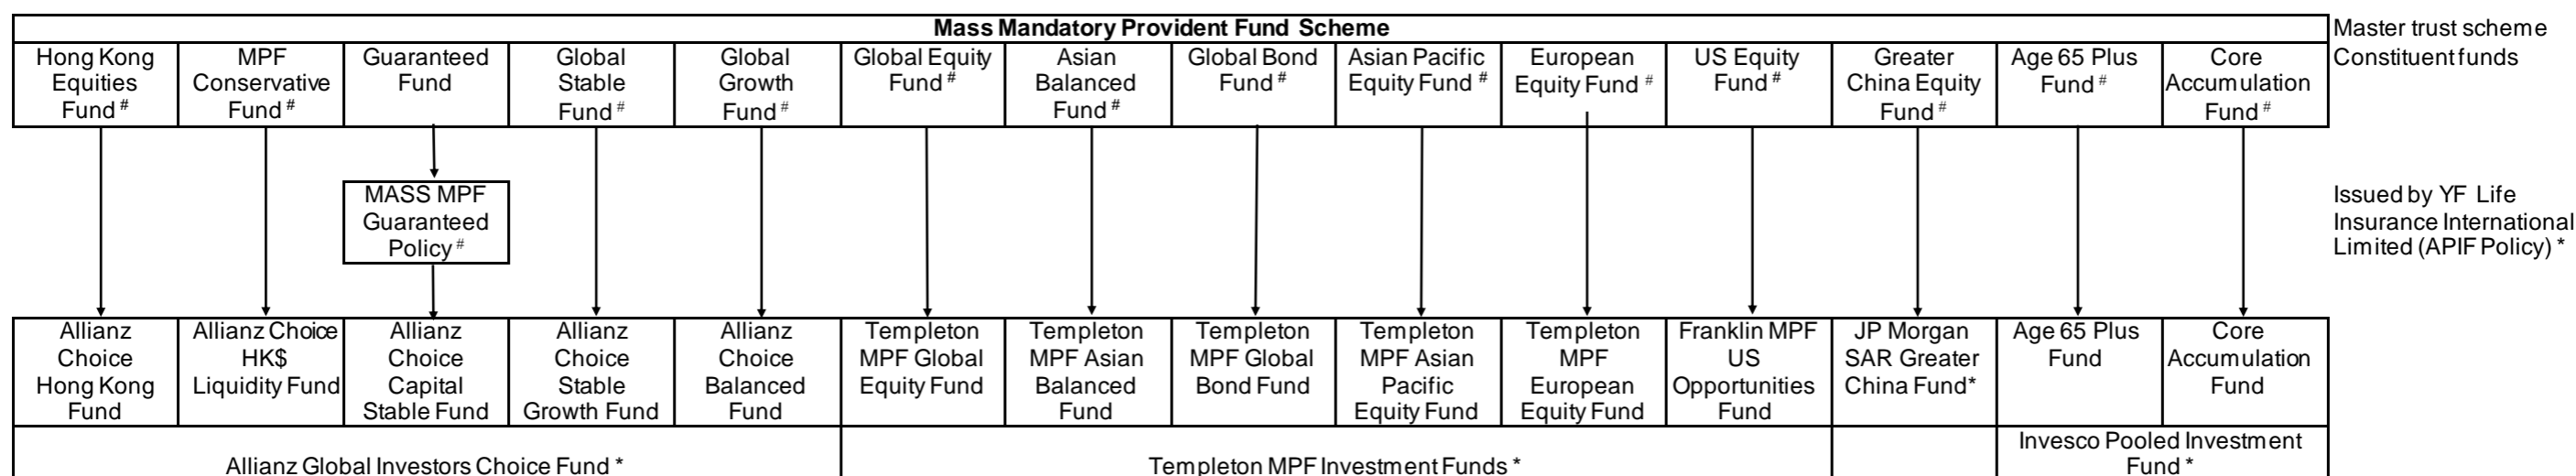 Mass Mandatory Provident Fund Scheme
Master trust scheme
Hong Kong
Equities
Fund #
MPF
Conservative
Fund #
Guaranteed
Fund
Global
Stable
Fund #
Global
Growth
Fund #
Global Equity
Fund #
Asian
Balanced
Fund #
Global Bond
Fund #
Asian Pacific
Equity Fund #
European
Equity Fund #
US Equity
Fund #
Greater
China Equity
Fund #
Age 65 Plus
Fund #
Core
Accumulation
Fund #
Constituent funds
MASS MPF
Guaranteed
Policy #
Issued by YF Life
Insurance International
Limited (APIF Policy) *
Allianz
Choice
Hong Kong
Fund
Allianz Choice
HK$
Liquidity Fund
Allianz
Choice
Capital
Stable Fund
Allianz
Choice
Stable
Growth Fund
Allianz
Choice
Balanced
Fund
Templeton
MPF Global
Equity Fund
Templeton
MPF Asian
Balanced
Fund
Templeton
MPF Global
Bond Fund
Templeton
MPF Asian
Pacific
Equity Fund
Templeton
MPF
European
Equity Fund
Franklin MPF
US
Opportunities
Fund
JP Morgan
SAR Greater
China Fund*
Age 65 Plus
Fund
Core
Accumulation
Fund
Allianz Global Investors Choice Fund *
Templeton MPF Investment Funds *
Invesco Pooled Investment
Fund *